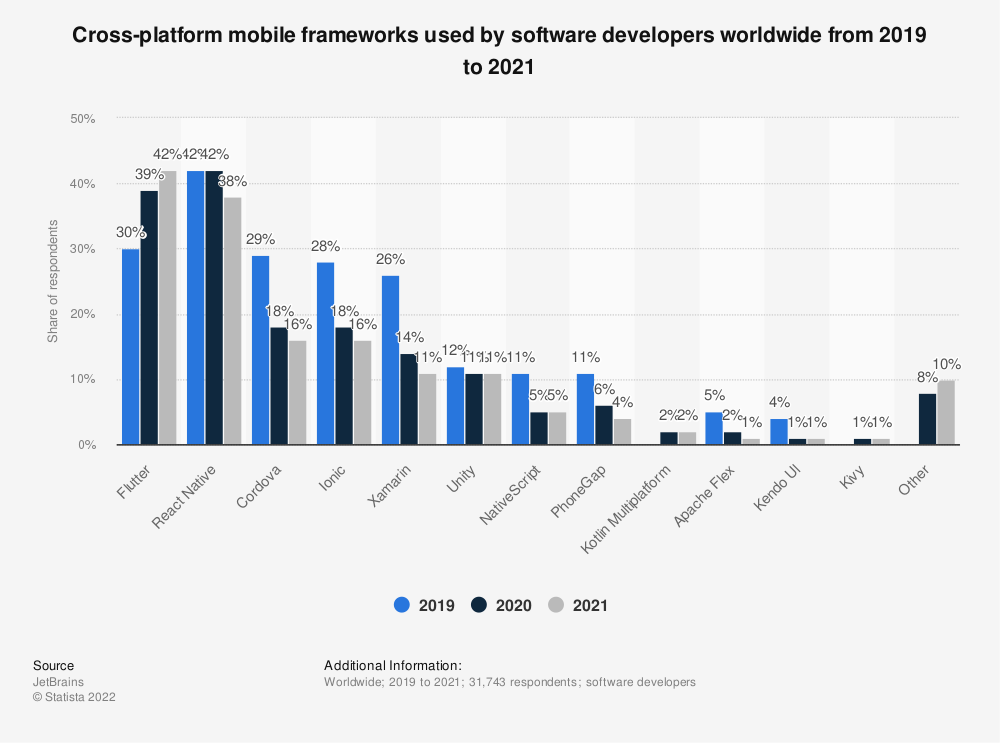 Cross-platform mobile frameworks used by software developers worldwide from 2019
to 2021
Share of respondents
50%
40%
30%
20%
10%
0%
30% 39% 42%
42% 42% 38%
29% 18% 16%
28% 18% 16%
26% 14% 11%
12% 11% 11%
11% 5% 5%
11% 6% 4%
2% 2%
5% 2% 1%
4% 1% 1%
1% 1%
8% 10%
Flutter
React Native
Cordova
Ionic
Xamarin
Unity
NativeScript
PhoneGap
Kotlin Multiplatform
Apache Flex
Kendo UI
Kivy
Other
2019 2020 2021
Source
JetBrains
© Statista 2022
Additional Information:
Worldwide; 2019 to 2021; 31,743 respondents; software developers